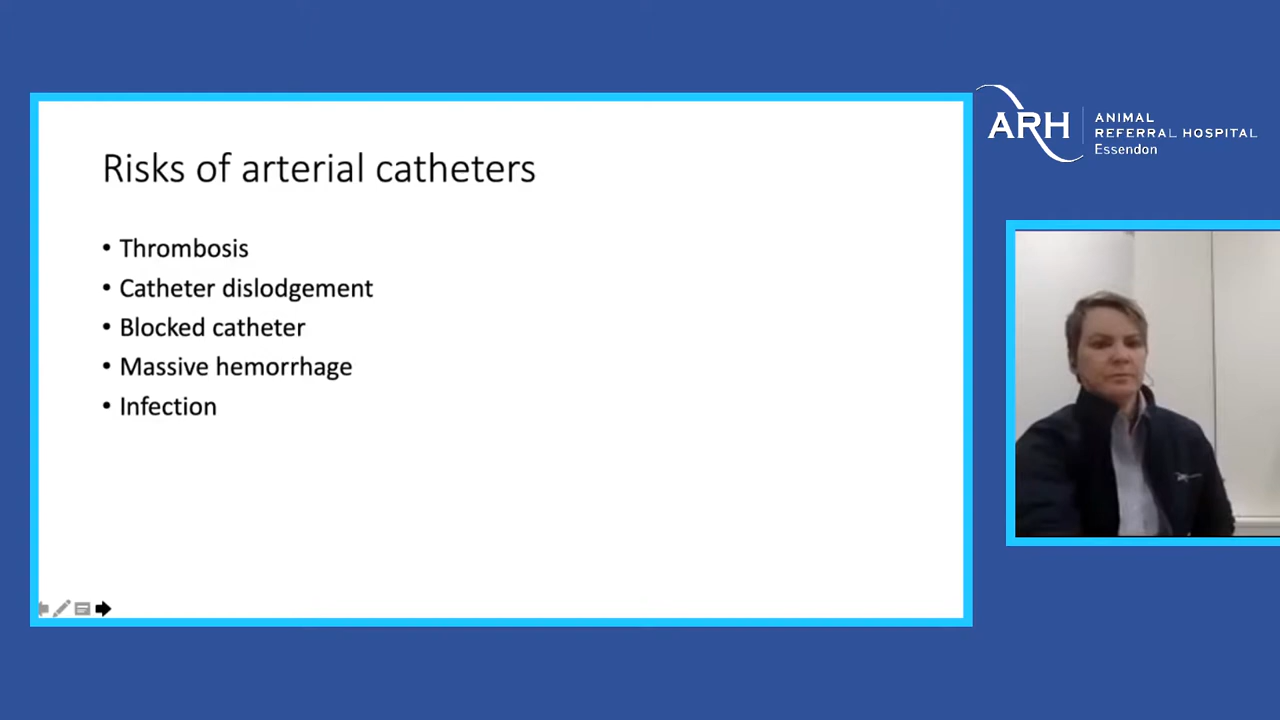 Risks of arterial catheters
• Thrombosis
• Catheter dislodgement
• Blocked catheter
• Massive hemorrhage
• Infection
ARH
ANIMAL
REFERRAL HOSPITAL
Essendon